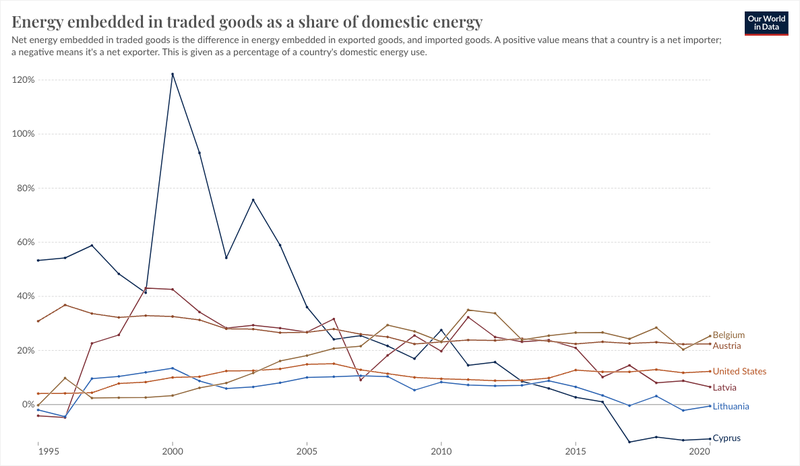 Energy embedded in traded goods as a share of domestic energy
Our World
in Data
Net energy embedded in traded goods is the difference in energy embedded in exported goods, and imported goods. A positive value means that a country is a net importer;
a negative means it's a net exporter. This is given as a percentage of a country's domestic energy use.
120%
100%
80%
60%
40%
20%
0%
Belgium
Austria
United States
Latvia
Lithuania
Cyprus
1995
2000
2005
2010
2015
2020